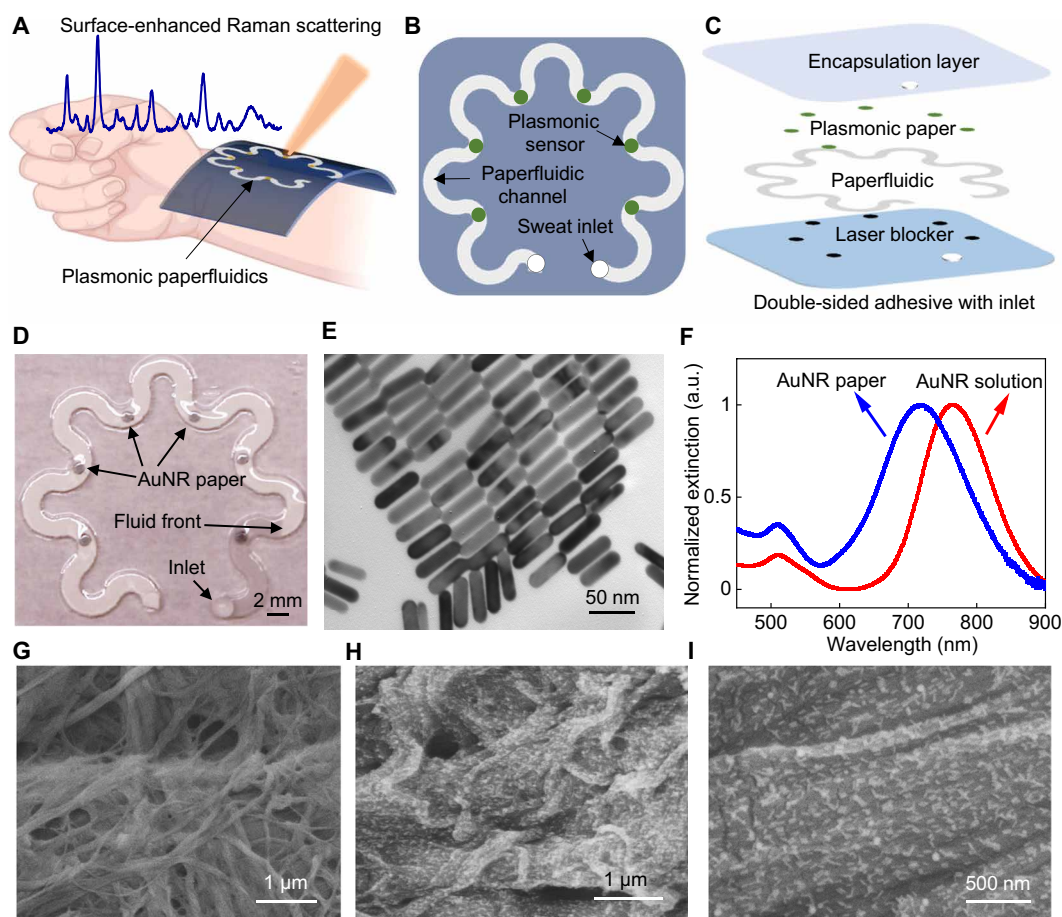 A
Surface-enhanced Raman scattering
Plasmonic paperfluidics
B
Plasmonic
sensor
Paperfluidic
channel
Sweat inlet
C
Encapsulation layer
Plasmonic paper
Paperfluidic
Laser blocker
Double-sided adhesive with inlet
D
AuNR paper
Fluid front
Inlet
2 mm
E
50 nm
F
AuNR paper
AuNR solution
Normalized extinction (a.u.)
1
0.5
0
500
600
700
800
900
Wavelength (nm)
G
1 µm
H
1 µm
I
500 nm